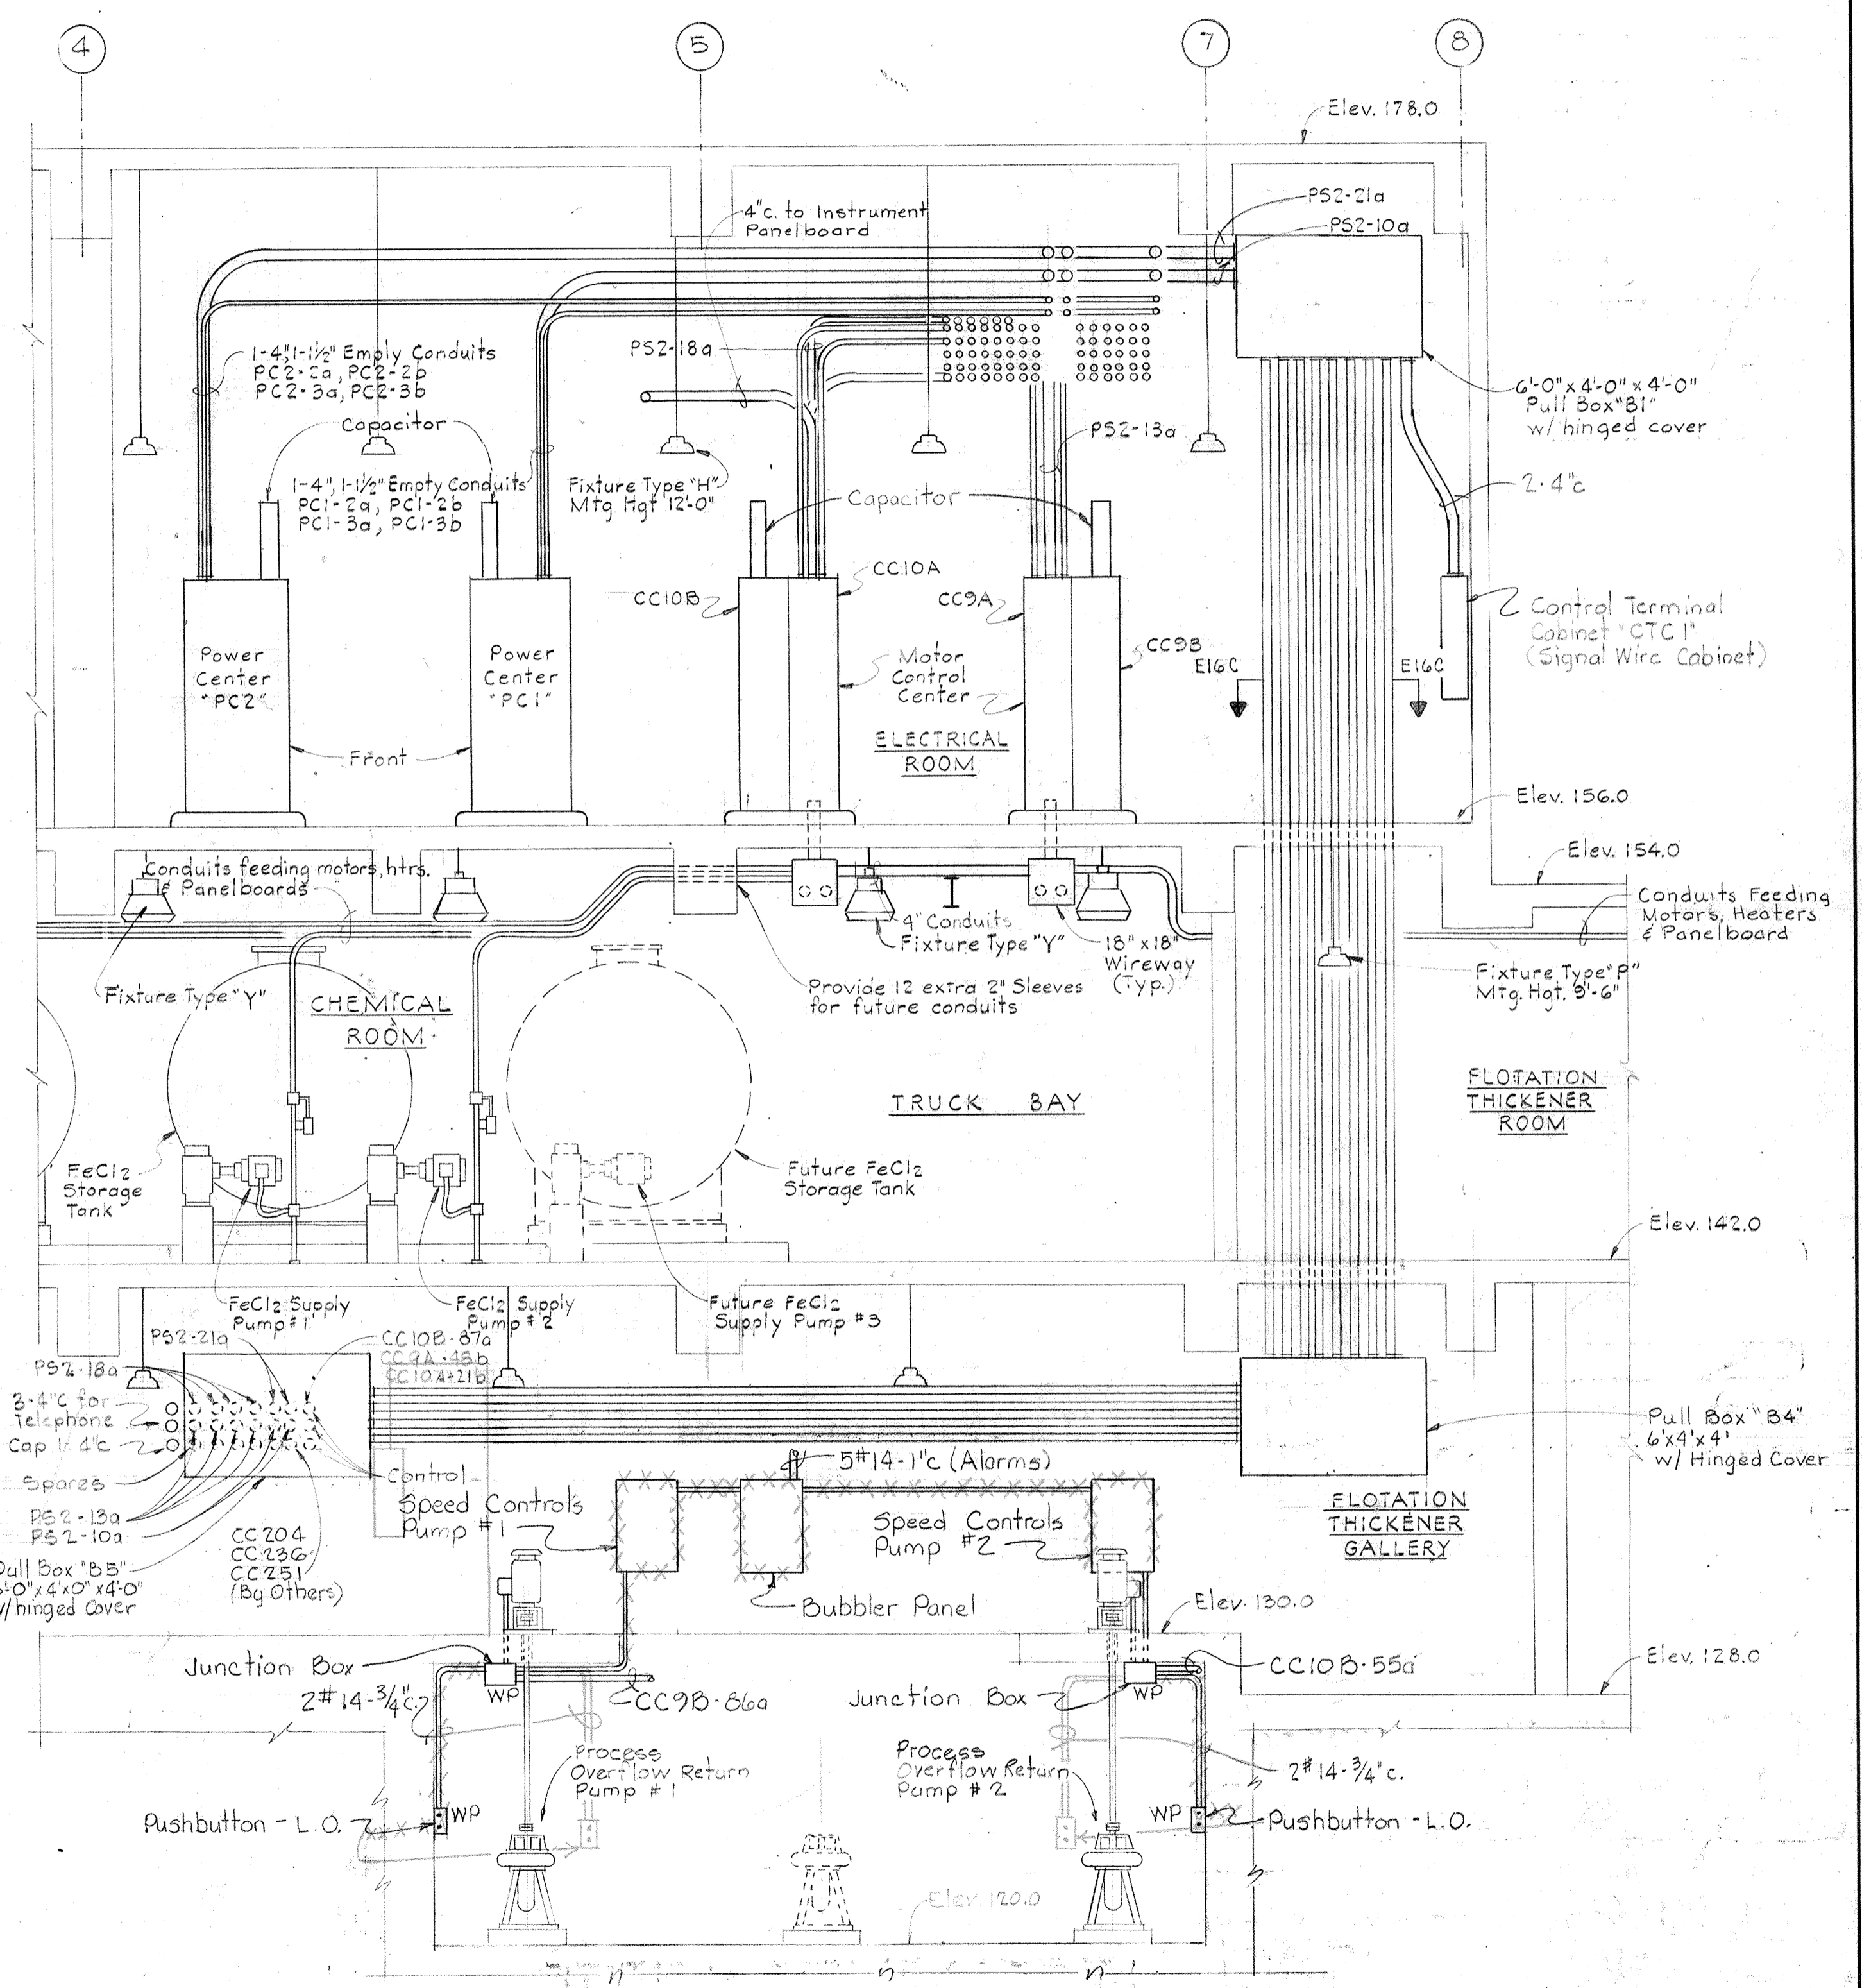 4
5
7
8
Elev. 178.0
PS2-21a
PS2-10a
4"c. to Instrument
Panelboard
1-4",1-1½" Empty Conduits
PC2-2a, PC2-2b
PC2-3a, PC2-3b
PS2-18a
Capacitor
6'-0" x 4'-0" x 4'-0"
Pull Box "B1"
w/ hinged cover
PS2-13a
1-4", 1-1½" Empty Conduits
PC1-2a, PC1-2b
PC1-3a, PC1-3b
Fixture Type "H"
Mtg Hgt 12'-0"
Capacitor
2-4"c
CC10A
CC10B
CC9A
CC9B
Control Terminal
Cabinet "CTC 1"
(Signal Wire Cabinet)
Power
Center
"PC2"
Power
Center
"PC1"
Motor
Control
Center
E16C
E16C
Front
ELECTRICAL
ROOM
Elev. 156.0
Elev. 154.0
Conduits feeding motors, htrs.
& Panelboards
Conduits Feeding
Motors, Heaters
& Panelboard
4" Conduits
Fixture Type "Y"
18" x 18"
Wireway
(Typ.)
Fixture Type "P"
Mtg. Hgt. 9'-6"
Fixture Type "Y"
Provide 12 extra 2" Sleeves
for future conduits
CHEMICAL
ROOM
TRUCK BAY
FLOTATION
THICKENER
ROOM
FeCl2
Storage
Tank
Future FeCl2
Storage Tank
Elev. 142.0
FeCl2 Supply
Pump #1
FeCl2 Supply
Pump #2
Future FeCl2
Supply Pump #3
PS2-21a
CC10B-87a
CC9A-48b
CC10A-21b
PS2-18a
3-4"c for
Telephone
Cap 1-4"c
Spares
PS2-13a
PS2-10a
Pull Box "B4"
6'x4'x4'
w/ Hinged Cover
Control
5#14-1"c (Alarms)
Speed Controls
Pump #1
Speed Controls
Pump #2
FLOTATION
THICKENER
GALLERY
CC204
CC236
CC251
(By Others)
Pull Box "B5"
6'-0" x 4'x0" x 4'-0"
w/hinged Cover
Bubbler Panel
Elev. 130.0
Junction Box
WP
2#14-3/4"c.
CC9B-86a
Junction Box
WP
CC10B-55a
Elev. 128.0
Process
Overflow Return
Pump # 1
Process
Overflow Return
Pump # 2
2#14-3/4"c.
Pushbutton - L.O.
WP
WP
Pushbutton - L.O.
Elev. 120.0